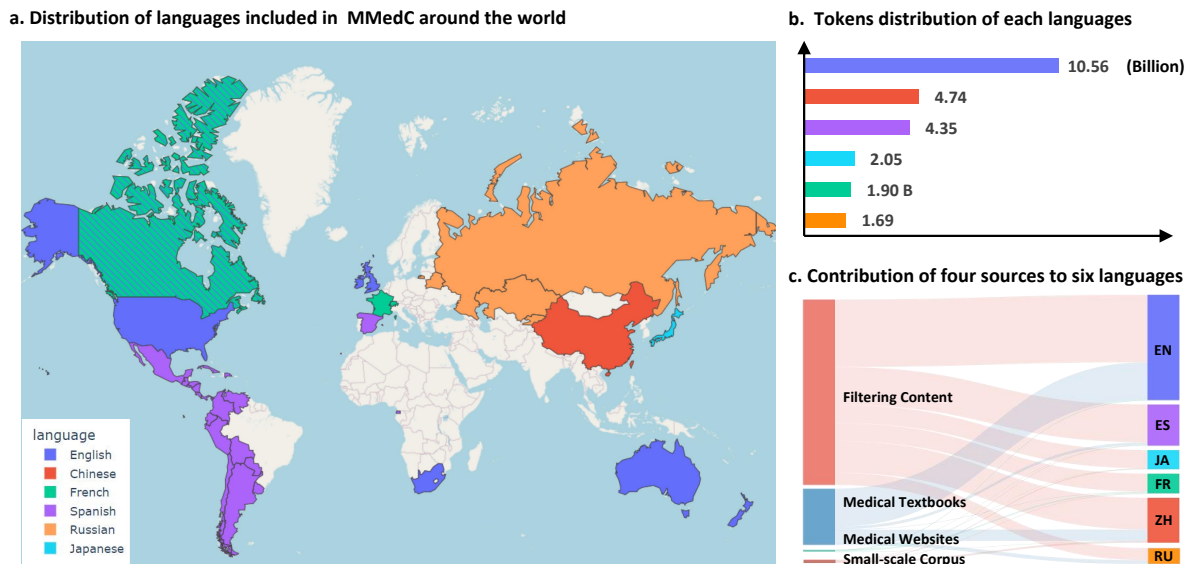 a. Distribution of languages included in MMedC around the world
language
English
Chinese
French
Spanish
Russian
Japanese
b. Tokens distribution of each languages
10.56 (Billion)
4.74
4.35
2.05
1.90 B
1.69
c. Contribution of four sources to six languages
Filtering Content
Medical Textbooks
Medical Websites
Small-scale Corpus
EN
ES
JA
FR
ZH
RU